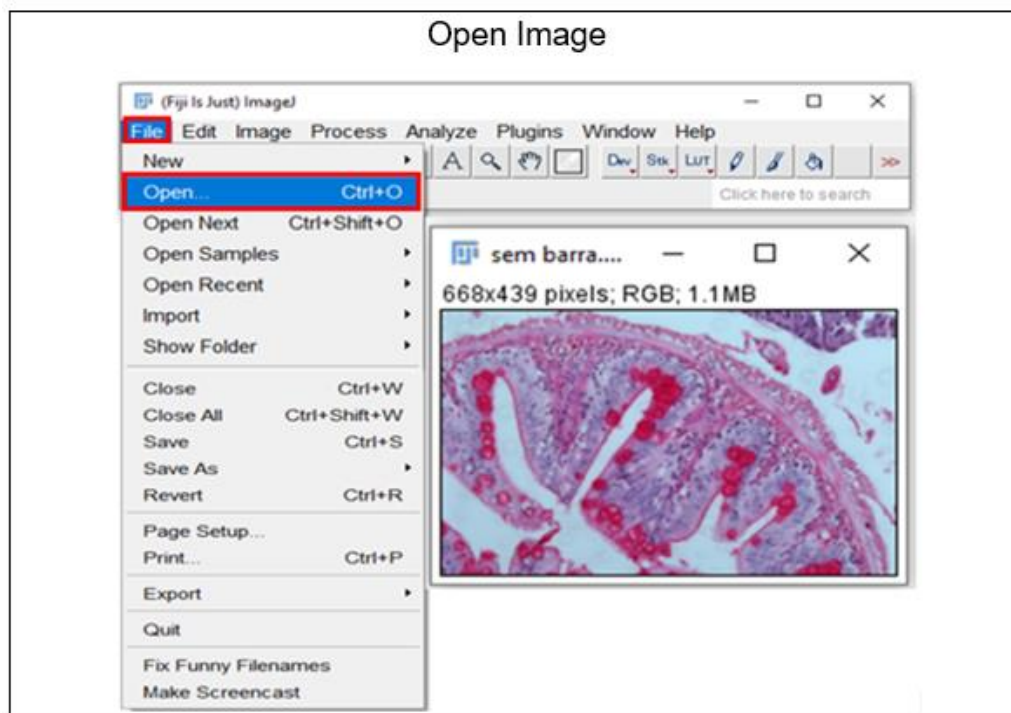 Open Image
(Fiji Is Just) ImageJ
File Edit Image Process Analyze Plugins Window Help
New
A Dev Stk LUT >>
Open... Ctrl+O
Click here to search
Open Next Ctrl+Shift+O
Open Samples
Open Recent
Import
Show Folder
Close Ctrl+W
Close All Ctrl+Shift+W
Save Ctrl+S
Save As
Revert Ctrl+R
Page Setup...
Print... Ctrl+P
Export
Quit
Fix Funny Filenames
Make Screencast
sem barra....
668x439 pixels; RGB; 1.1MB